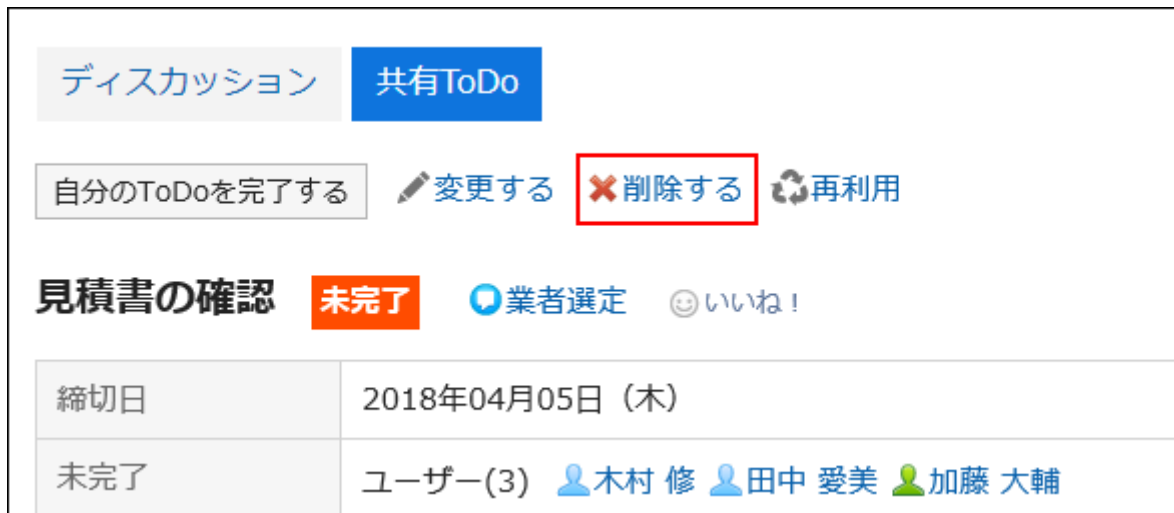 ディスカッション 共有ToDo
自分のToDoを完了する 変更する 削除する 再利用
見積書の確認 未完了 業者選定 いいね！
締切日 2018年04月05日（木）
未完了 ユーザー(3) 木村 修 田中 愛美 加藤 大輔